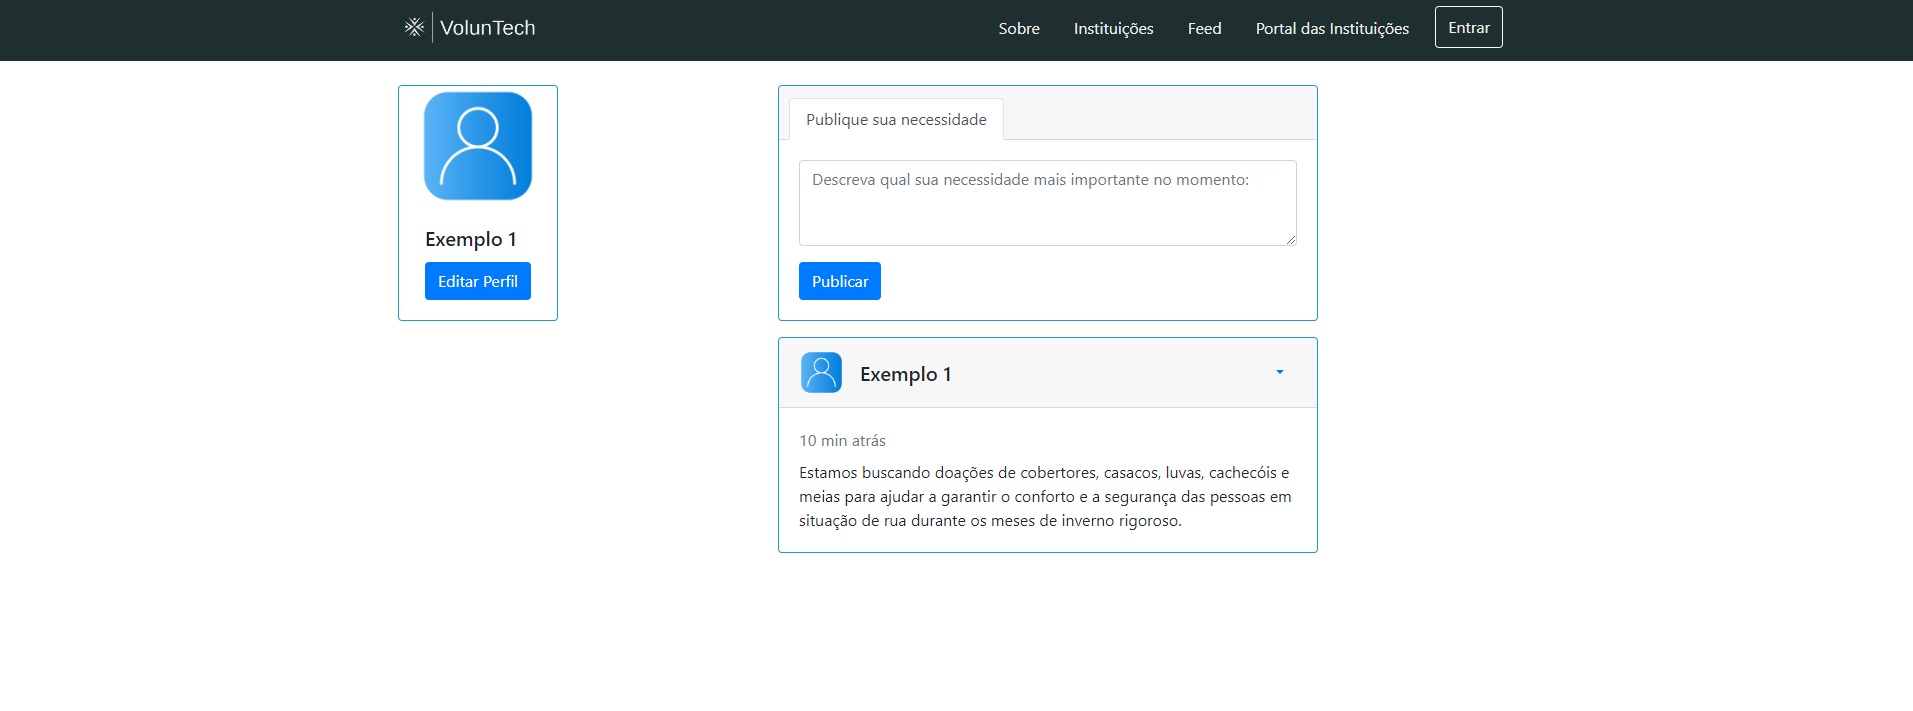 VolunTech
Sobre
Instituições
Feed
Portal das Instituições
Entrar
Exemplo 1
Editar Perfil
Publique sua necessidade
Descreva qual sua necessidade mais importante no momento:
Publicar
Exemplo 1
10 min atrás
Estamos buscando doações de cobertores, casacos, luvas, cachecóis e
meias para ajudar a garantir o conforto e a segurança das pessoas em
situação de rua durante os meses de inverno rigoroso.